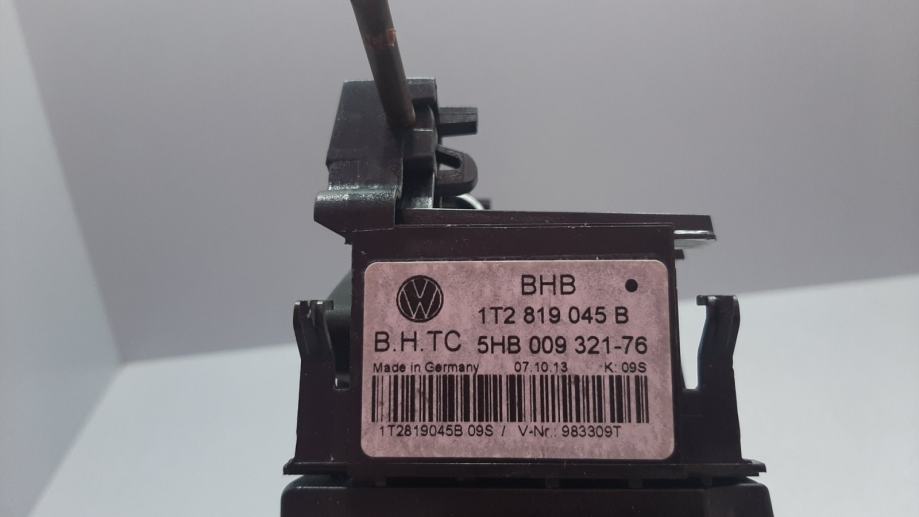 BHB
1T2 819 045 B
B.H.TC 5HB 009 321-76
Made in Germany 07.10.13 K: 09S
1T2819045B 09S / V-Nr.: 983309T